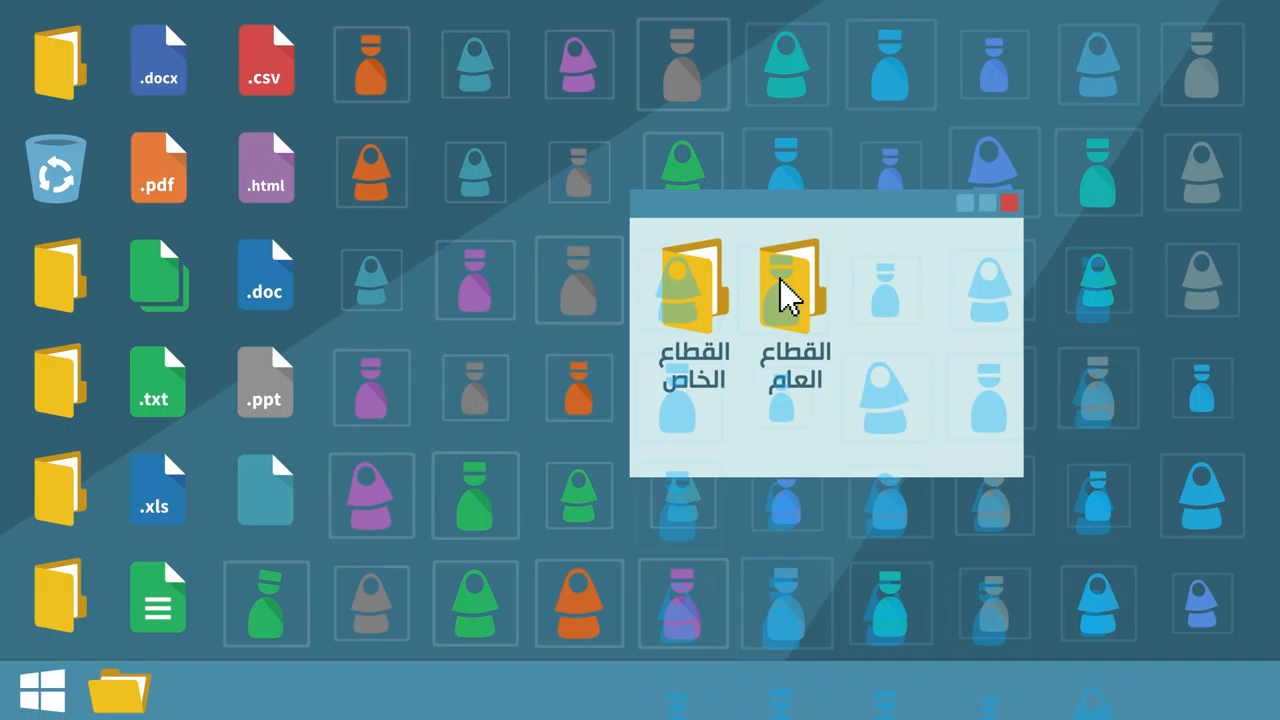 .docx
.csv
.pdf
.html
.doc
.txt
.ppt
.xls
القطاع
الخاص
القطاع
العام